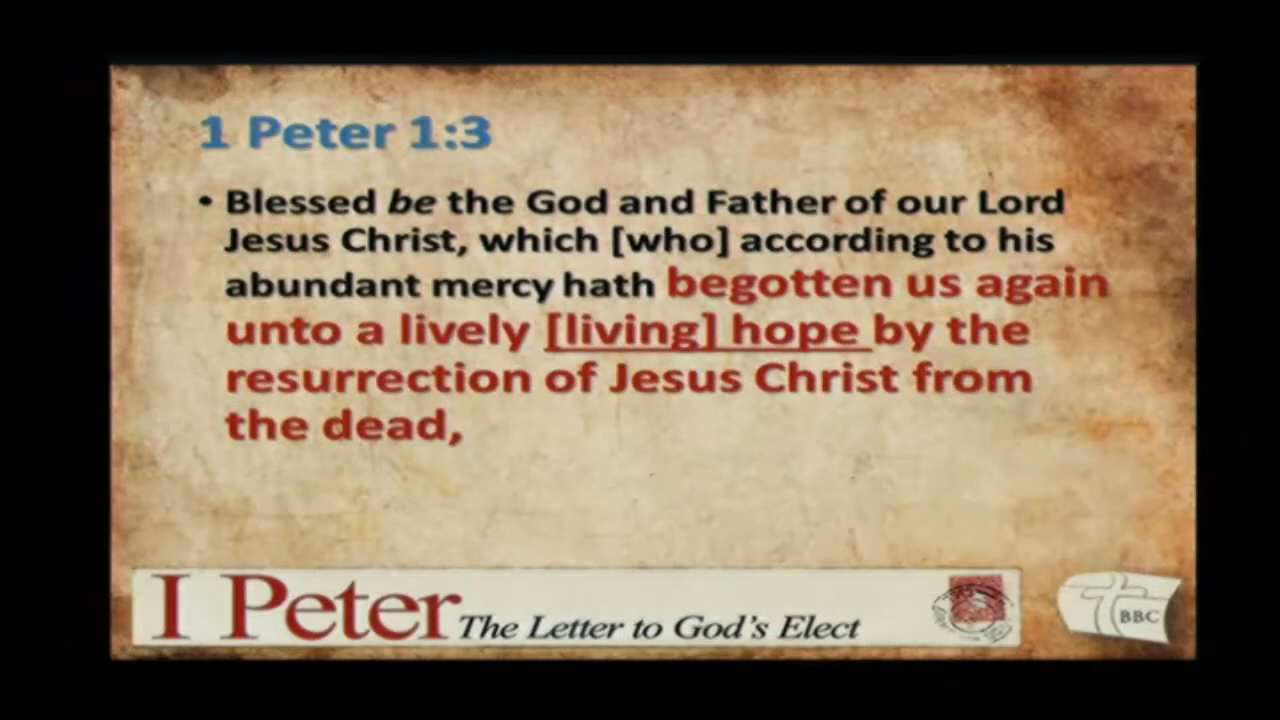 1 Peter 1:3
• Blessed be the God and Father of our Lord
Jesus Christ, which [who] according to his
abundant mercy hath begotten us again
unto a lively [living] hope by the
resurrection of Jesus Christ from
the dead,
I Peter The Letter to God's Elect
BBC